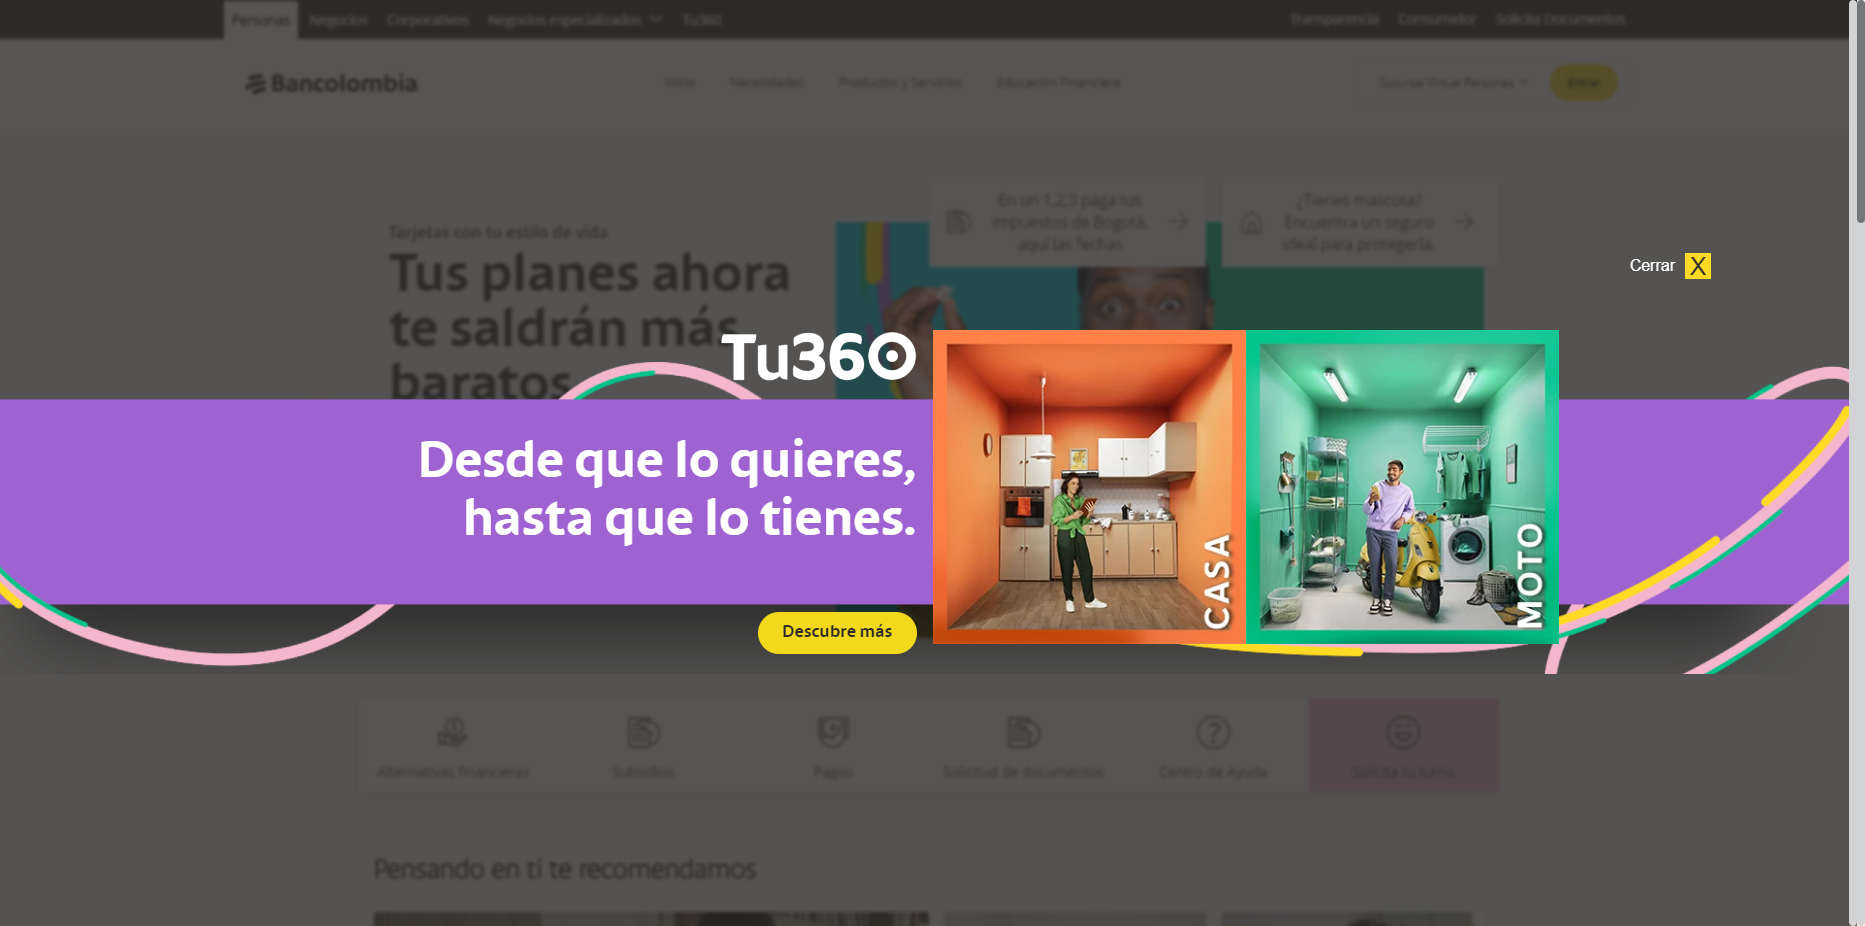 Personas
Negocios
Corporativos
Negocios especializados
Tu360
Transparencia
Consumidor
Solicita Documentos
Bancolombia
Inicio
Necesidades
Productos y Servicios
Educación Financiera
Sucursal Virtual Personas
Entrar
En un 1,2,3 paga tus
impuestos de Bogotá,
aquí las fechas
¿Tienes mascota?
Encuentra un seguro
ideal para protegerla.
Tarjetas con tu estilo de vida
Tus planes ahora
te saldrán más
baratos
Cerrar X
Tu360
Desde que lo quieres,
hasta que lo tienes.
Descubre más
CASA
MOTO
Alternativas financieras
Subsidios
Pagos
Solicitud de documentos
Centro de Ayuda
Solicita tu turno
Pensando en ti te recomendamos